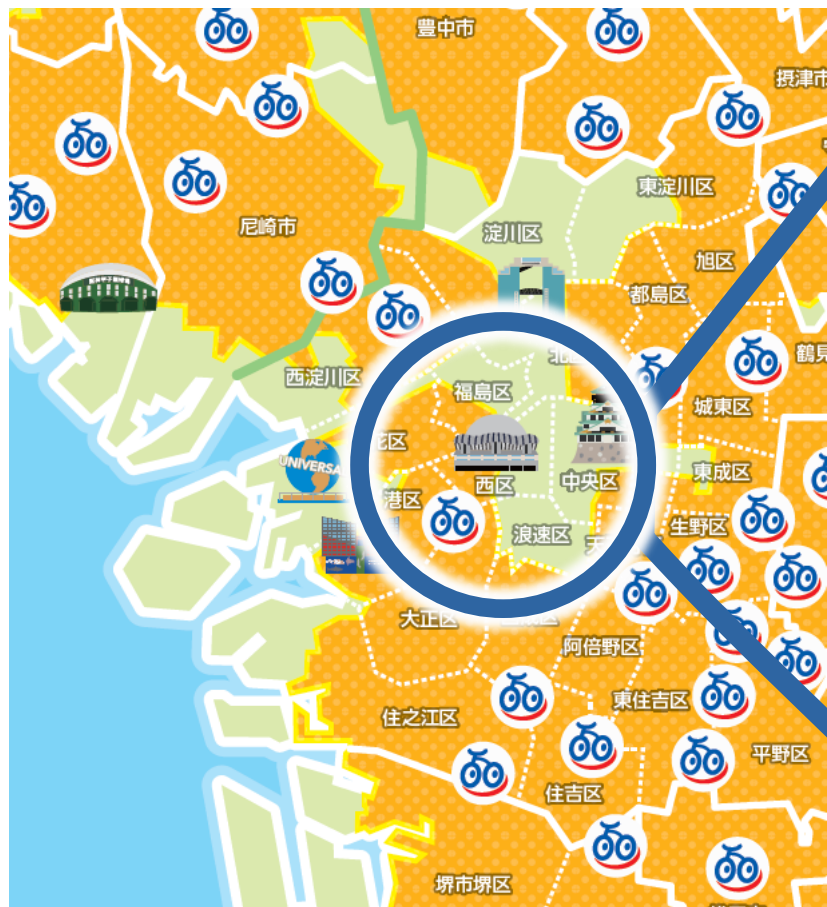 豊中市
摂津市
東淀川区
尼崎市
淀川区
旭区
都島区
西淀川区
福島区
城東区
UNIVERSA
中央区
東成区
西区
港区
生野区
浪速区
大正区
阿倍野区
東住吉区
住之江区
平野区
住吉区
堺市堺区